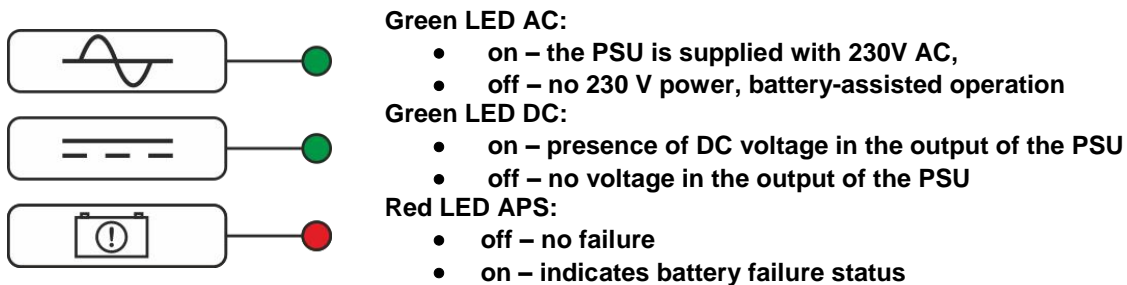 Green LED AC:
• on – the PSU is supplied with 230V AC,
• off – no 230 V power, battery-assisted operation
Green LED DC:
• on – presence of DC voltage in the output of the PSU
• off – no voltage in the output of the PSU
Red LED APS:
• off – no failure
• on – indicates battery failure status